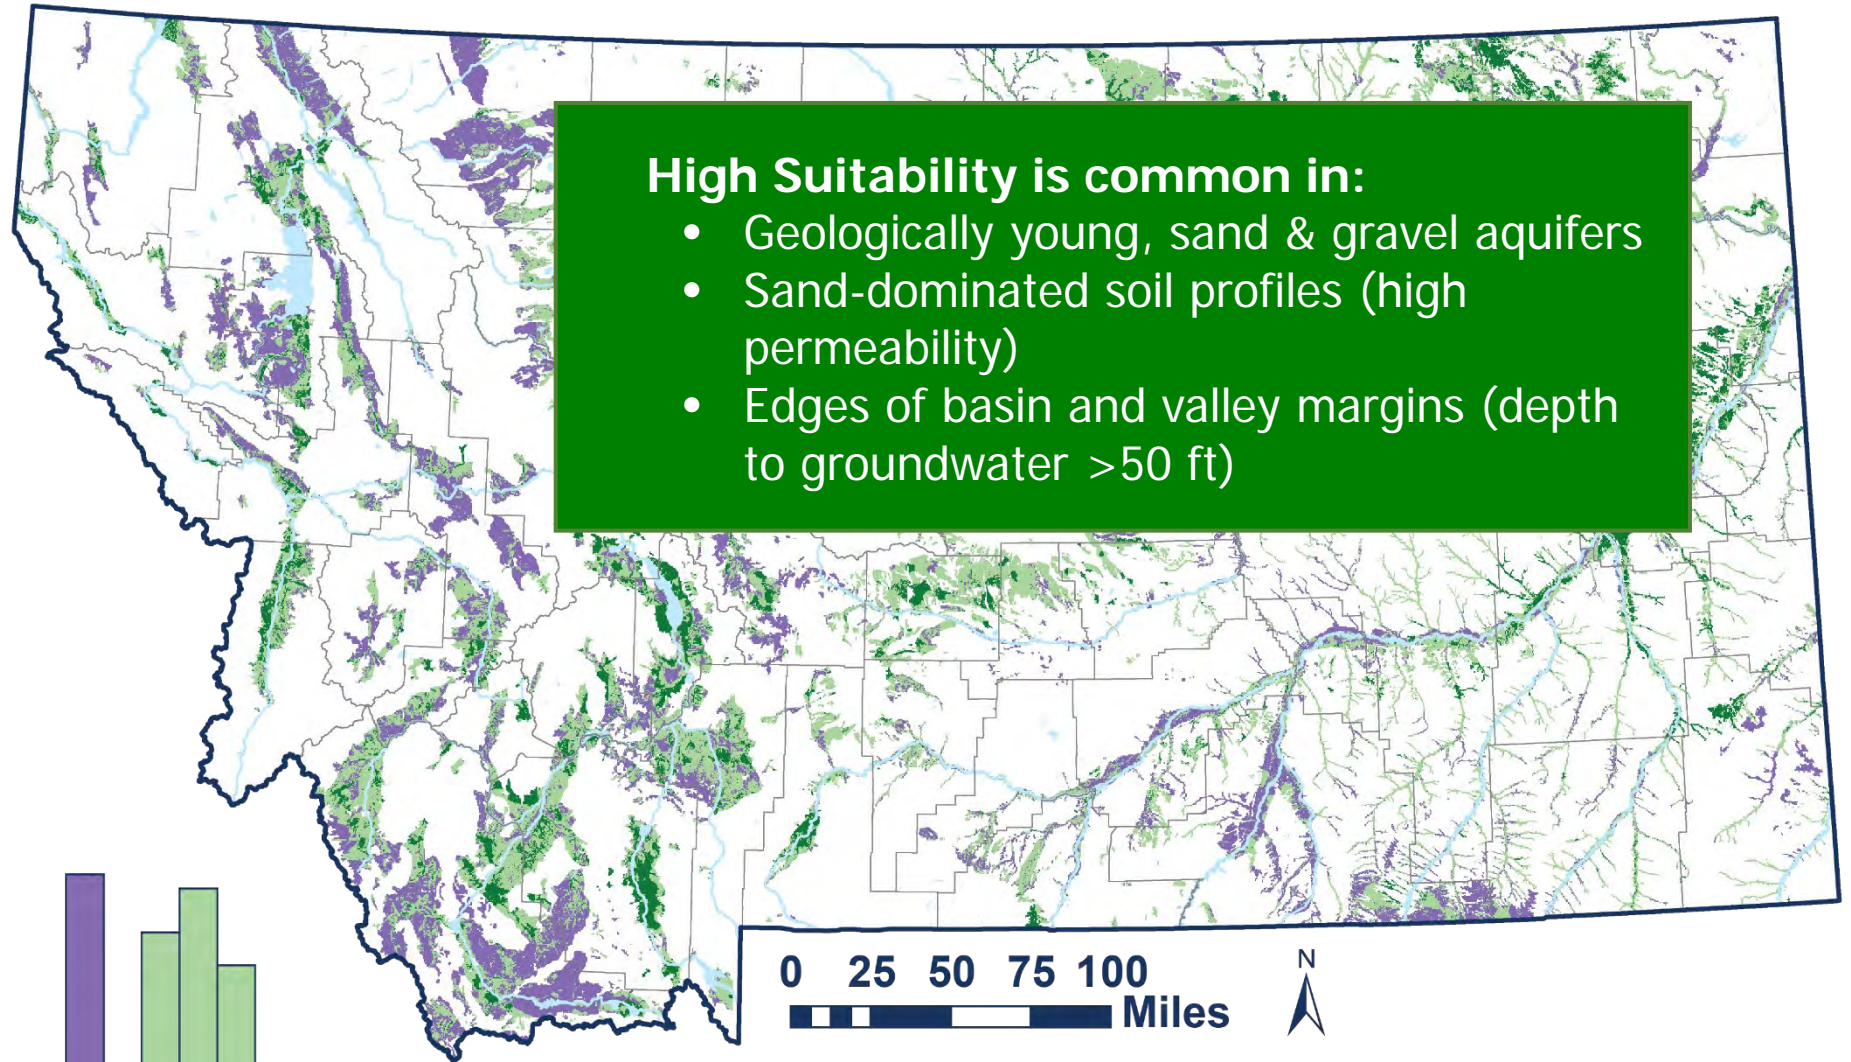 High Suitability is common in:
• Geologically young, sand & gravel aquifers
• Sand-dominated soil profiles (high
permeability)
• Edges of basin and valley margins (depth
to groundwater >50 ft)
0 25 50 75 100
Miles
N